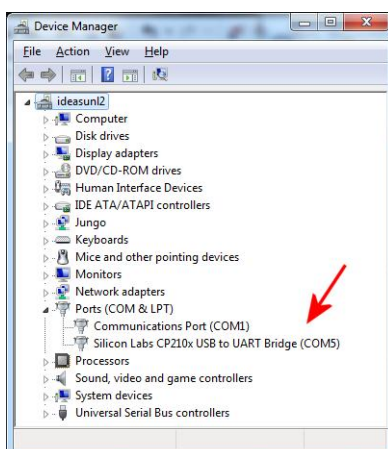 Device Manager
File Action View Help
ideasunl2
Computer
Disk drives
Display adapters
DVD/CD-ROM drives
Human Interface Devices
IDE ATA/ATAPI controllers
Jungo
Keyboards
Mice and other pointing devices
Monitors
Network adapters
Ports (COM & LPT)
Communications Port (COM1)
Silicon Labs CP210x USB to UART Bridge (COM5)
Processors
Sound, video and game controllers
System devices
Universal Serial Bus controllers